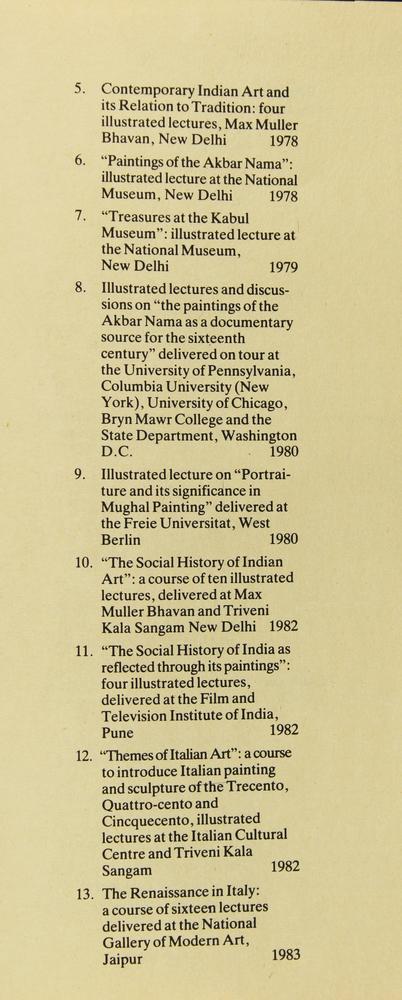 5. Contemporary Indian Art and
its Relation to Tradition: four
illustrated lectures, Max Muller
Bhavan, New Delhi 1978
6. “Paintings of the Akbar Nama”:
illustrated lecture at the National
Museum, New Delhi 1978
7. “Treasures at the Kabul
Museum”: illustrated lecture at
the National Museum,
New Delhi 1979
8. Illustrated lectures and discus-
sions on “the paintings of the
Akbar Nama as a documentary
source for the sixteenth
century” delivered on tour at
the University of Pennsylvania,
Columbia University (New
York), University of Chicago,
Bryn Mawr College and the
State Department, Washington
D.C. 1980
9. Illustrated lecture on “Portrai-
ture and its significance in
Mughal Painting” delivered at
the Freie Universitat, West
Berlin 1980
10. “The Social History of Indian
Art”: a course of ten illustrated
lectures, delivered at Max
Muller Bhavan and Triveni
Kala Sangam New Delhi 1982
11. “The Social History of India as
reflected through its paintings”:
four illustrated lectures,
delivered at the Film and
Television Institute of India,
Pune 1982
12. “Themes of Italian Art”: a course
to introduce Italian painting
and sculpture of the Trecento,
Quattro-cento and
Cincquecento, illustrated
lectures at the Italian Cultural
Centre and Triveni Kala
Sangam 1982
13. The Renaissance in Italy:
a course of sixteen lectures
delivered at the National
Gallery of Modern Art,
Jaipur 1983